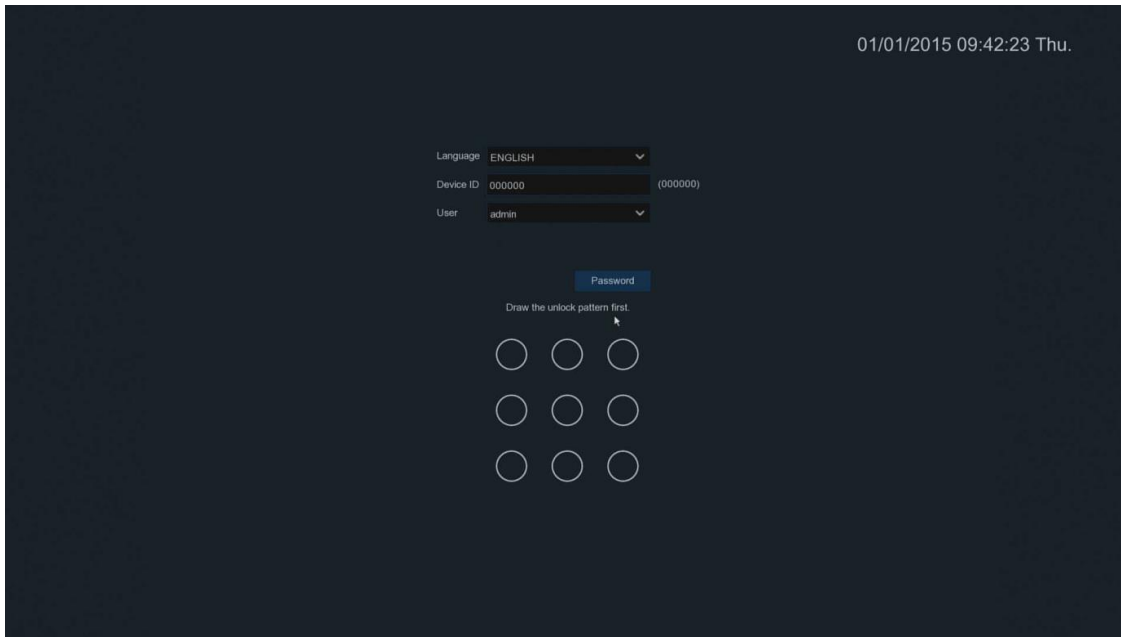 01/01/2015 09:42:23 Thu.
Language ENGLISH
Device ID 000000 (000000)
User admin
Password
Draw the unlock pattern first.